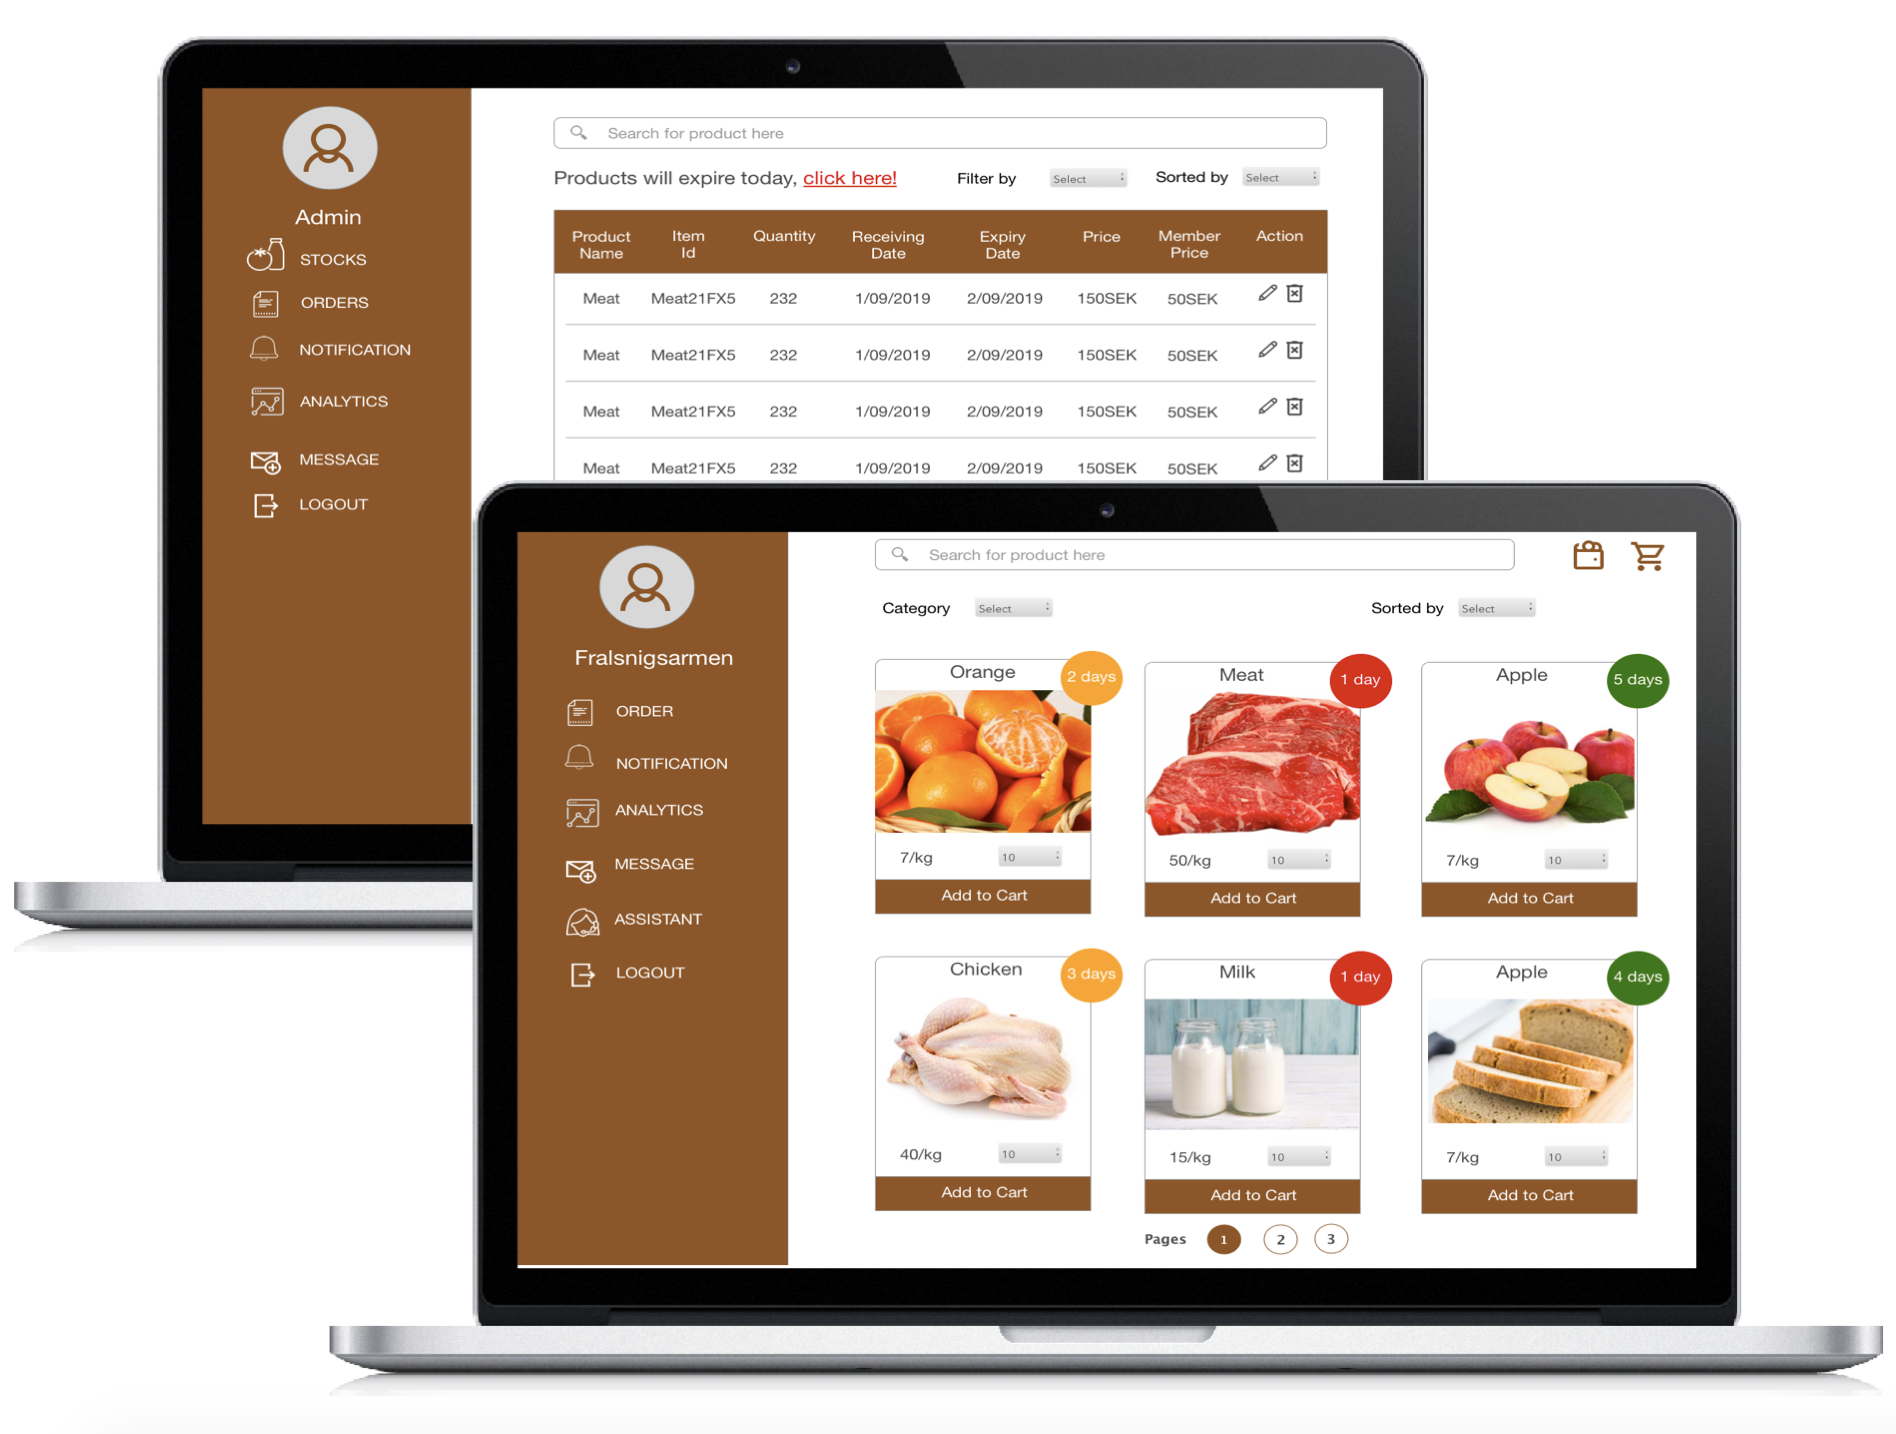 Admin
STOCKS
ORDERS
NOTIFICATION
ANALYTICS
MESSAGE
LOGOUT
Search for product here
Products will expire today, click here!
Filter by Select
Sorted by Select
Product Name Item Id Quantity Receiving Date Expiry Date Price Member Price Action
Meat Meat21FX5 232 1/09/2019 2/09/2019 150SEK 50SEK
Meat Meat21FX5 232 1/09/2019 2/09/2019 150SEK 50SEK
Meat Meat21FX5 232 1/09/2019 2/09/2019 150SEK 50SEK
Meat Meat21FX5 232 1/09/2019 2/09/2019 150SEK 50SEK
Fralsnigsarmen
ORDER
NOTIFICATION
ANALYTICS
MESSAGE
ASSISTANT
LOGOUT
Search for product here
Category Select
Sorted by Select
Orange
2 days
7/kg 10
Add to Cart
Meat
1 day
50/kg 10
Add to Cart
Apple
5 days
7/kg 10
Add to Cart
Chicken
3 days
40/kg 10
Add to Cart
Milk
1 day
15/kg 10
Add to Cart
Apple
4 days
7/kg 10
Add to Cart
Pages 1 2 3